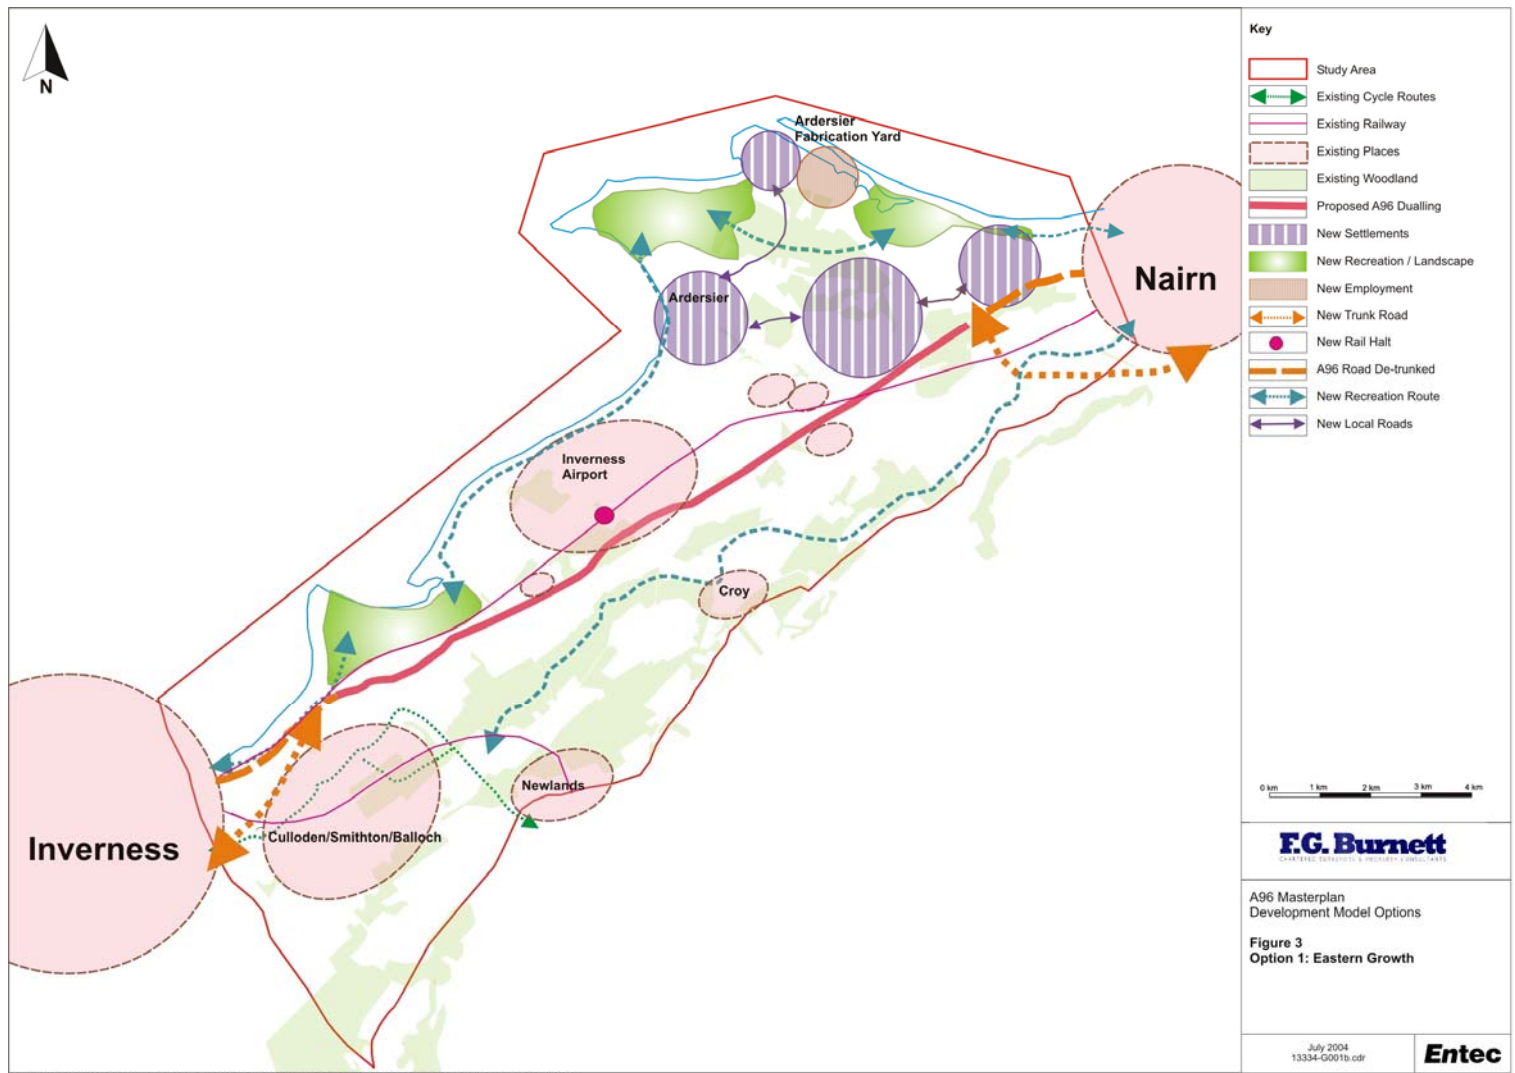 N
Ardersier
Fabrication Yard
Nairn
Ardersier
Inverness
Airport
Croy
Newlands
Culloden/Smithton/Balloch
Inverness
Key
Study Area
Existing Cycle Routes
Existing Railway
Existing Places
Existing Woodland
Proposed A96 Dualling
New Settlements
New Recreation / Landscape
New Employment
New Trunk Road
New Rail Halt
A96 Road De-trunked
New Recreation Route
New Local Roads
0 km 1 km 2 km 3 km 4 km
F.G. Burnett
CHARTERED SURVEYORS & PROPERTY CONSULTANTS
A96 Masterplan
Development Model Options
Figure 3
Option 1: Eastern Growth
July 2004
13334-G001b.cdr
Entec